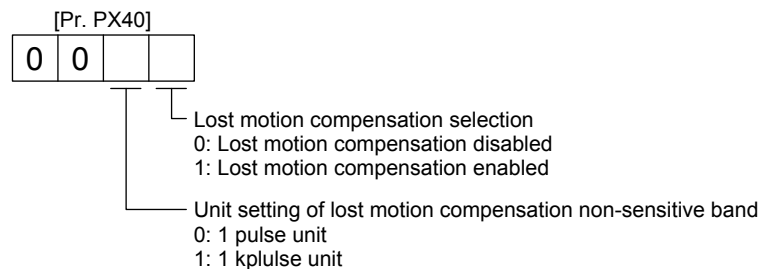 [Pr. PX40]
0 0
Lost motion compensation selection
0: Lost motion compensation disabled
1: Lost motion compensation enabled
Unit setting of lost motion compensation non-sensitive band
0: 1 pulse unit
1: 1 kplulse unit